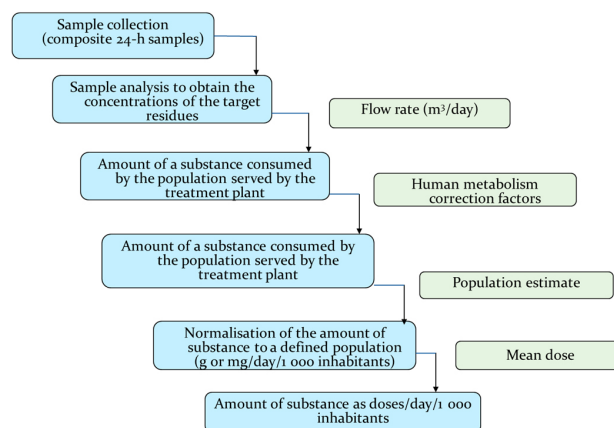 Sample collection
(composite 24-h samples)
Sample analysis to obtain the
concentrations of the target
residues
Flow rate (m³/day)
Amount of a substance consumed
by the population served by the
treatment plant
Human metabolism
correction factors
Amount of a substance consumed by
the population served by the
treatment plant
Population estimate
Normalisation of the amount of
substance to a defined population
(g or mg/day/1 000 inhabitants)
Mean dose
Amount of substance as doses/day/1 000
inhabitants